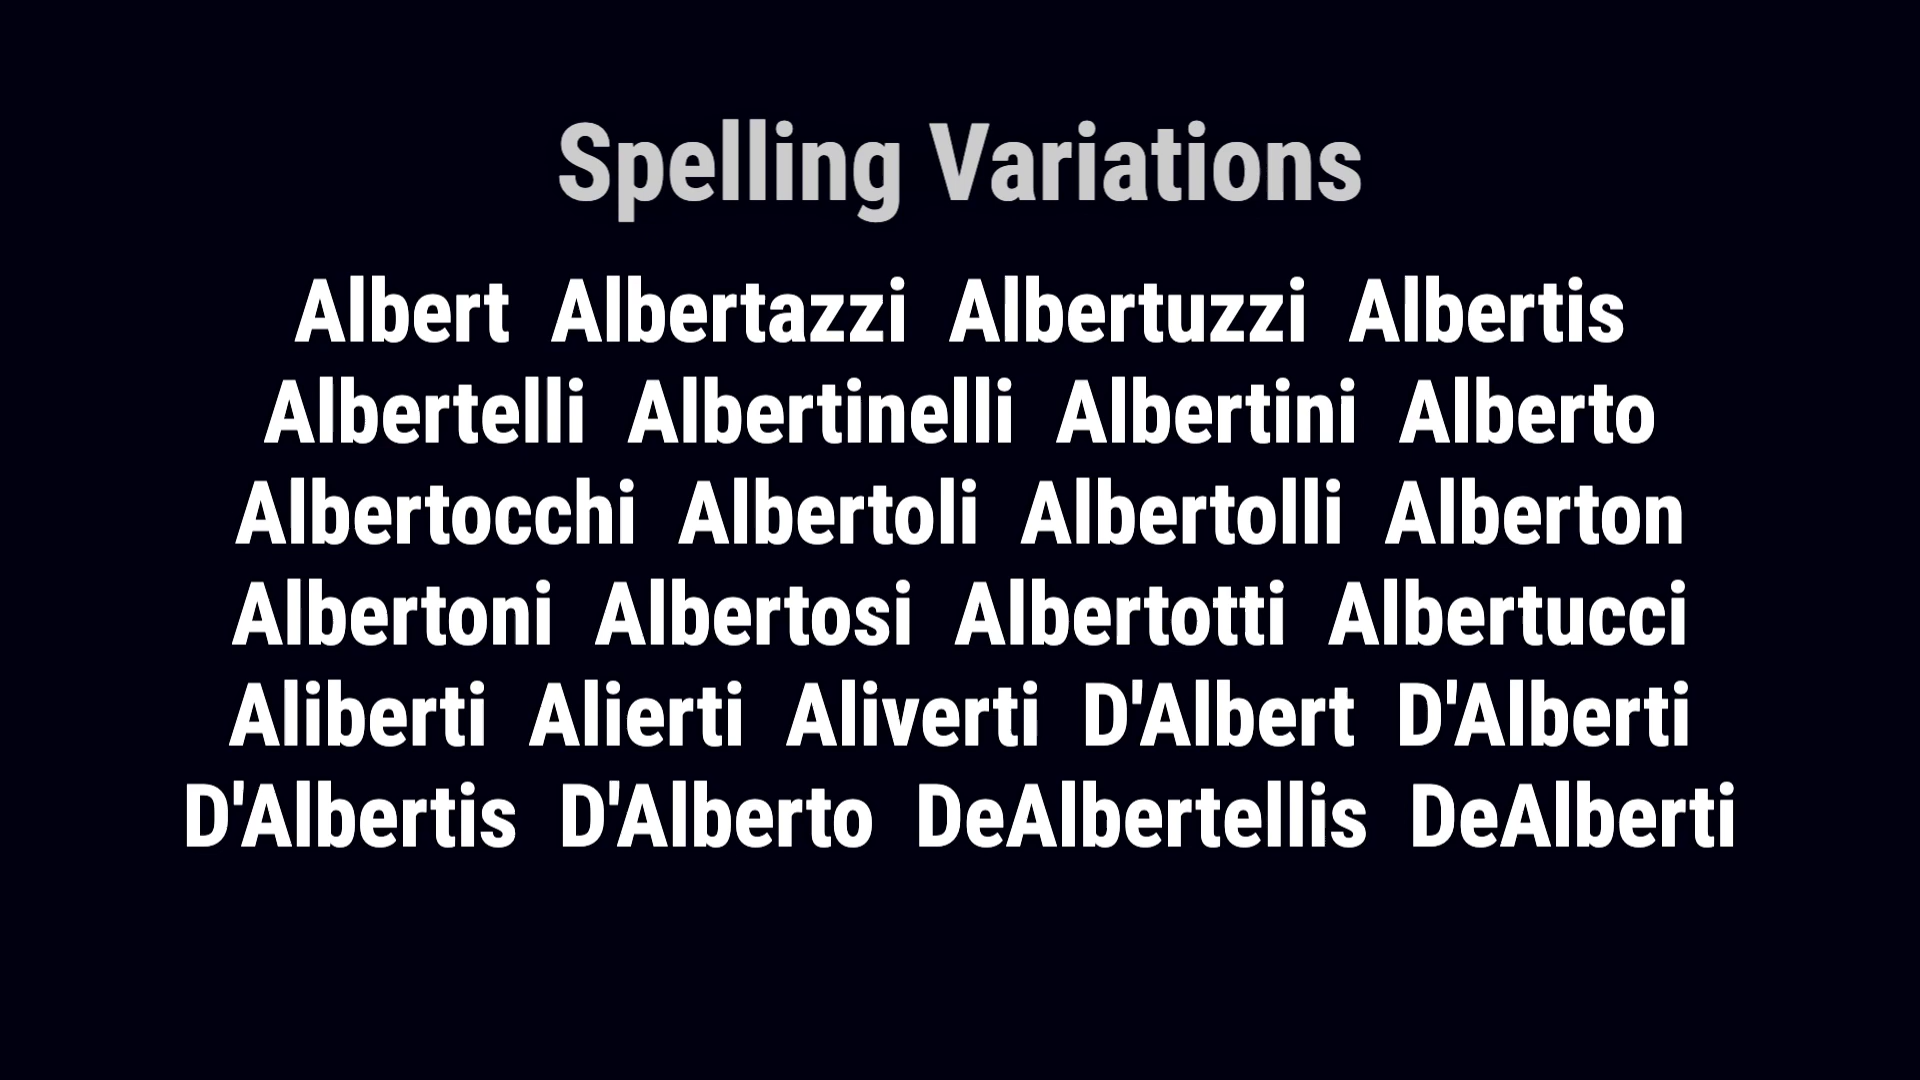 Spelling Variations
Albert Albertazzi Albertuzzi Albertis
Albertelli Albertinelli Albertini Alberto
Albertocchi Albertoli Albertolli Alberton
Albertoni Albertosi Albertotti Albertucci
Aliberti Alierti Aliverti D'Albert D'Alberti
D'Albertis D'Alberto DeAlbertellis DeAlberti